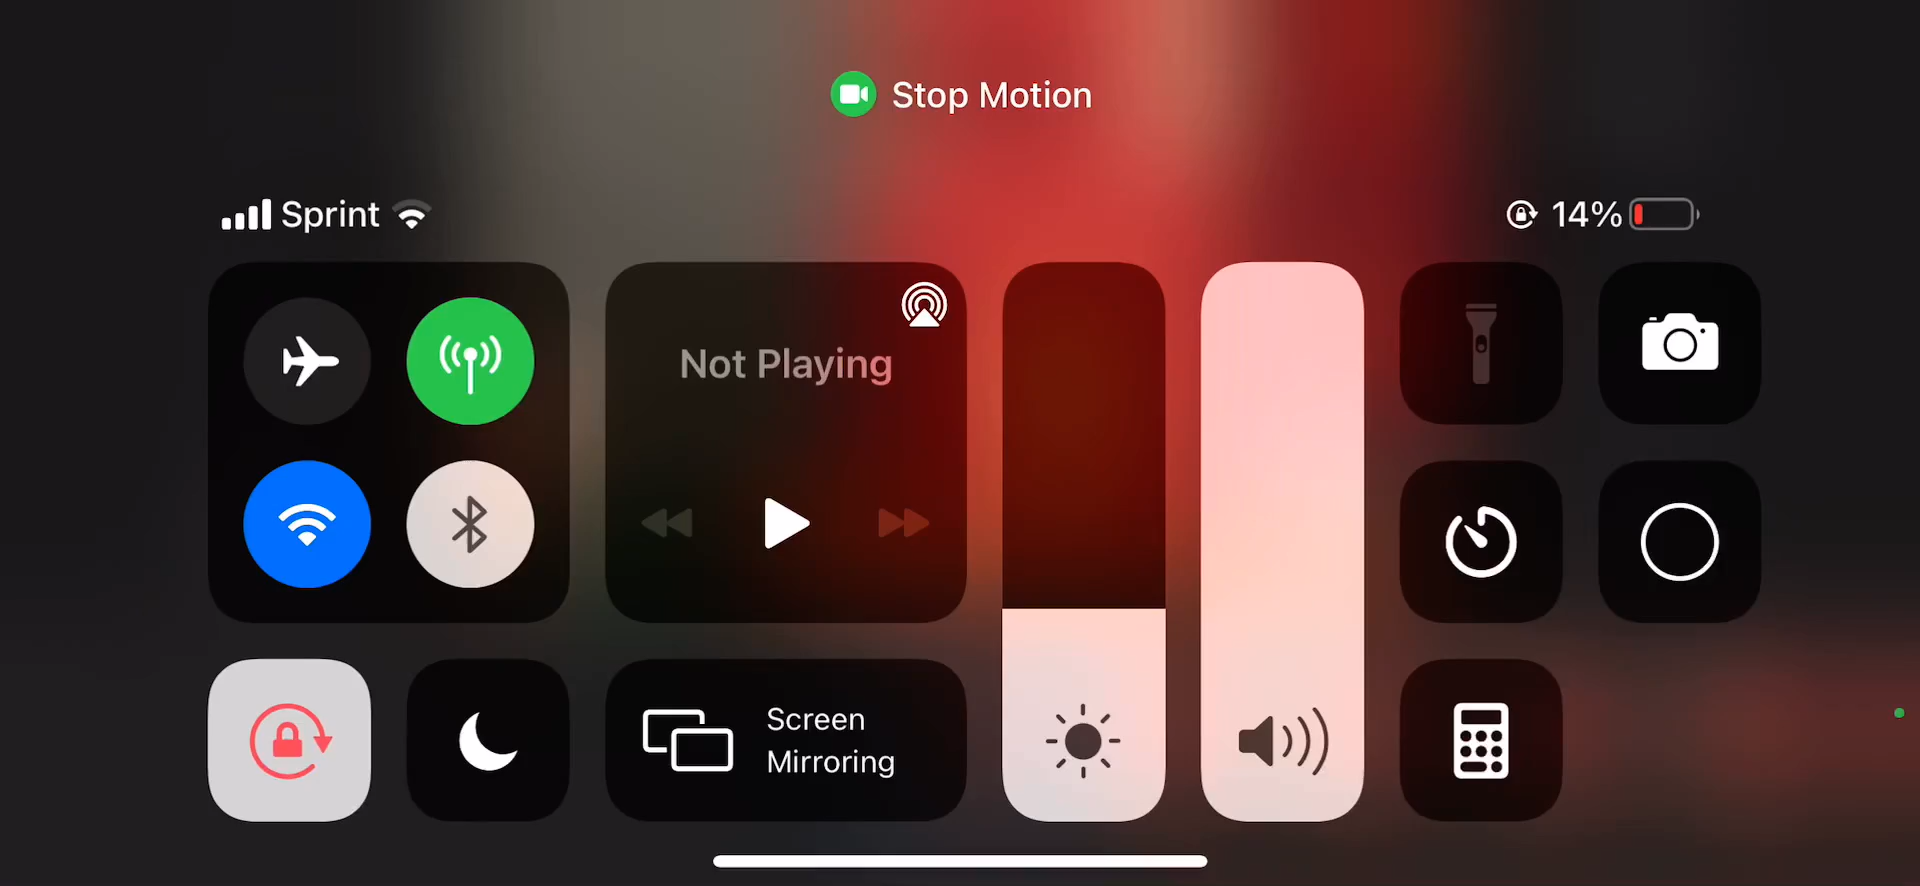 Stop Motion
Sprint
14%
Not Playing
Screen
Mirroring